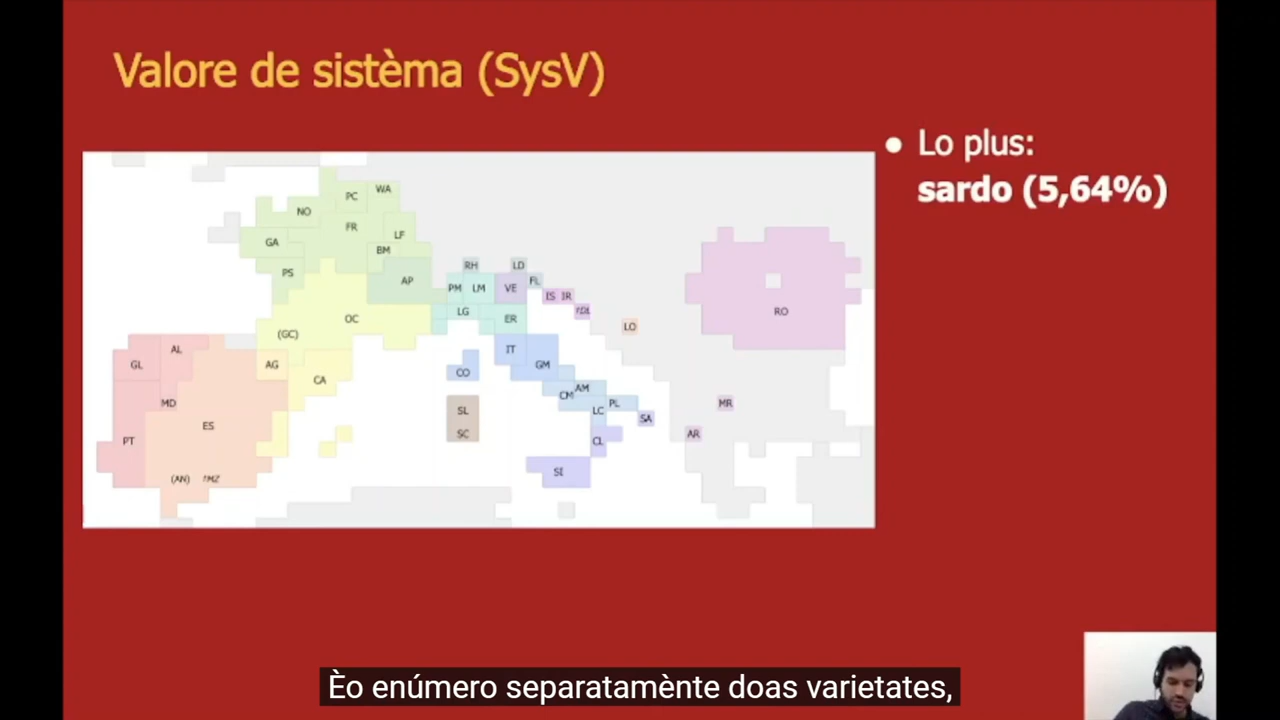 Valore de sistèma (SysV)
● Lo plus:
sardo (5,64%)
PC WA
NO
FR LF
GA
BM
PS
AP
RH LD
PM LM VE FL
IS IR
LG
OC
ER
RO
LO
(GC)
AL
GL
AG
CA
IT
GM
CO
AM
CM
MD
ES
SL
LC PL
MR
SA
PT
SC
CL
AR
SI
(AN) TMZ
Èo enúmero separatamènte doas varietates,